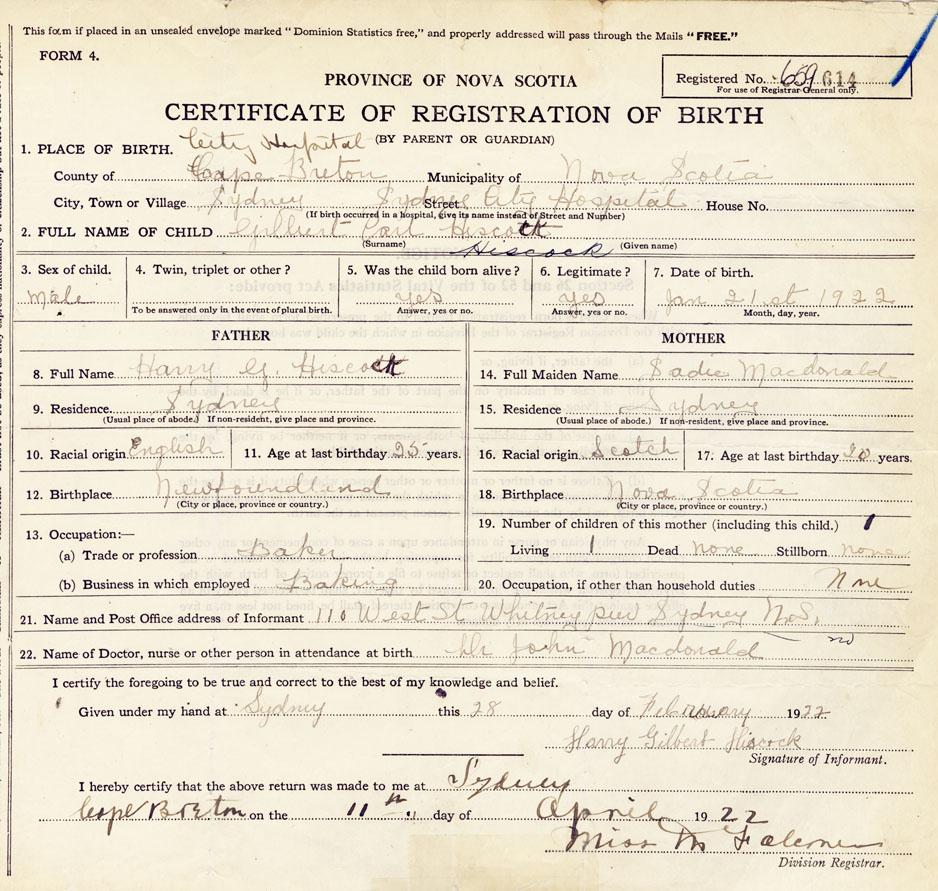 This form if placed in an unsealed envelope marked "Dominion Statistics free," and properly addressed will pass through the Mails "FREE."
FORM 4.
PROVINCE OF NOVA SCOTIA
Registered No. 659 614
For use of Registrar-General only.
CERTIFICATE OF REGISTRATION OF BIRTH
(BY PARENT OR GUARDIAN)
1. PLACE OF BIRTH. City Hospital
County of Cape Breton Municipality of Nova Scotia
City, Town or Village Sydney Street Sydney City Hospital House No.
(If birth occurred in a hospital, give its name instead of Street and Number)
2. FULL NAME OF CHILD Gilbert Carl Hiscock
(Surname) Hiscock (Given name)
3. Sex of child. 4. Twin, triplet or other? 5. Was the child born alive? 6. Legitimate? 7. Date of birth.
Male yes yes Jan 21st 1922
To be answered only in the event of plural birth. Answer, yes or no. Answer, yes or no. Month, day, year.
FATHER MOTHER
8. Full Name Harry G. Hiscock 14. Full Maiden Name Sadie Macdonald
9. Residence. Sydney 15. Residence Sydney
(Usual place of abode.) If non-resident, give place and province. (Usual place of abode.) If non-resident, give place and province.
10. Racial origin English 11. Age at last birthday 25 years. 16. Racial origin Scotch 17. Age at last birthday 20 years.
12. Birthplace Newfoundland 18. Birthplace Nova Scotia
(City or place, province or country.) (City or place, province or country.)
13. Occupation:— 19. Number of children of this mother (including this child.) 1
(a) Trade or profession Baker Living 1 Dead none Stillborn none
(b) Business in which employed Baking 20. Occupation, if other than household duties None
21. Name and Post Office address of Informant 110 West St Whitney pier Sydney N.S.
22. Name of Doctor, nurse or other person in attendance at birth Dr John Macdonald
I certify the foregoing to be true and correct to the best of my knowledge and belief.
Given under my hand at Sydney this 28 day of February 1922
Harry Gilbert Hiscock
Signature of Informant.
I hereby certify that the above return was made to me at Sydney
Cape Breton on the 11th day of April 1922
Miss M Falconer
Division Registrar.